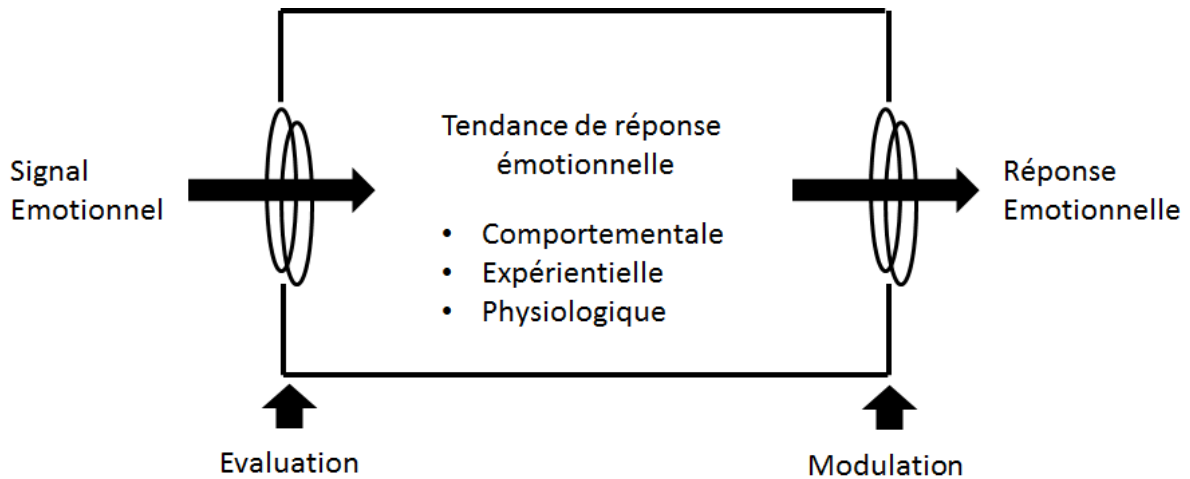 Signal
Emotionnel
Tendance de réponse
émotionnelle
• Comportementale
• Expérientielle
• Physiologique
Réponse
Emotionnelle
Evaluation
Modulation